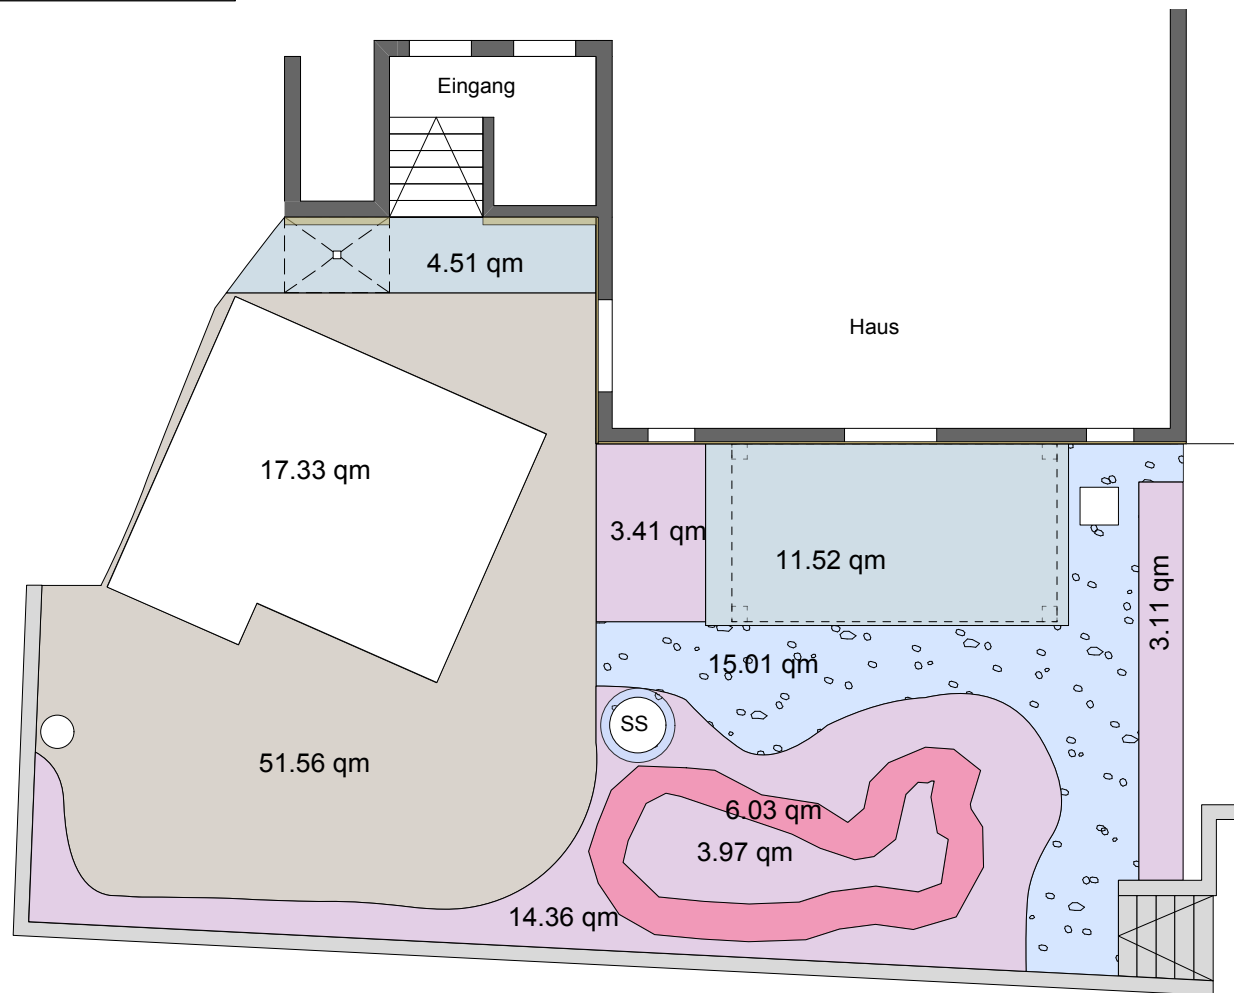 Eingang
4.51 qm
Haus
17.33 qm
3.41 qm
11.52 qm
3.11 qm
15.01 qm
SS
51.56 qm
6.03 qm
3.97 qm
14.36 qm